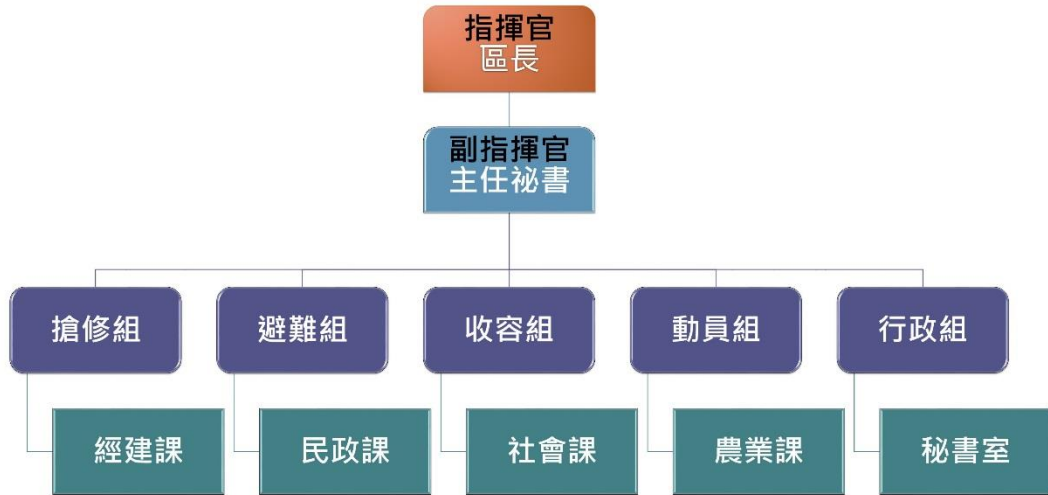 指揮官
區長
副指揮官
主任祕書
搶修組
避難組
收容組
動員組
行政組
經建課
民政課
社會課
農業課
秘書室